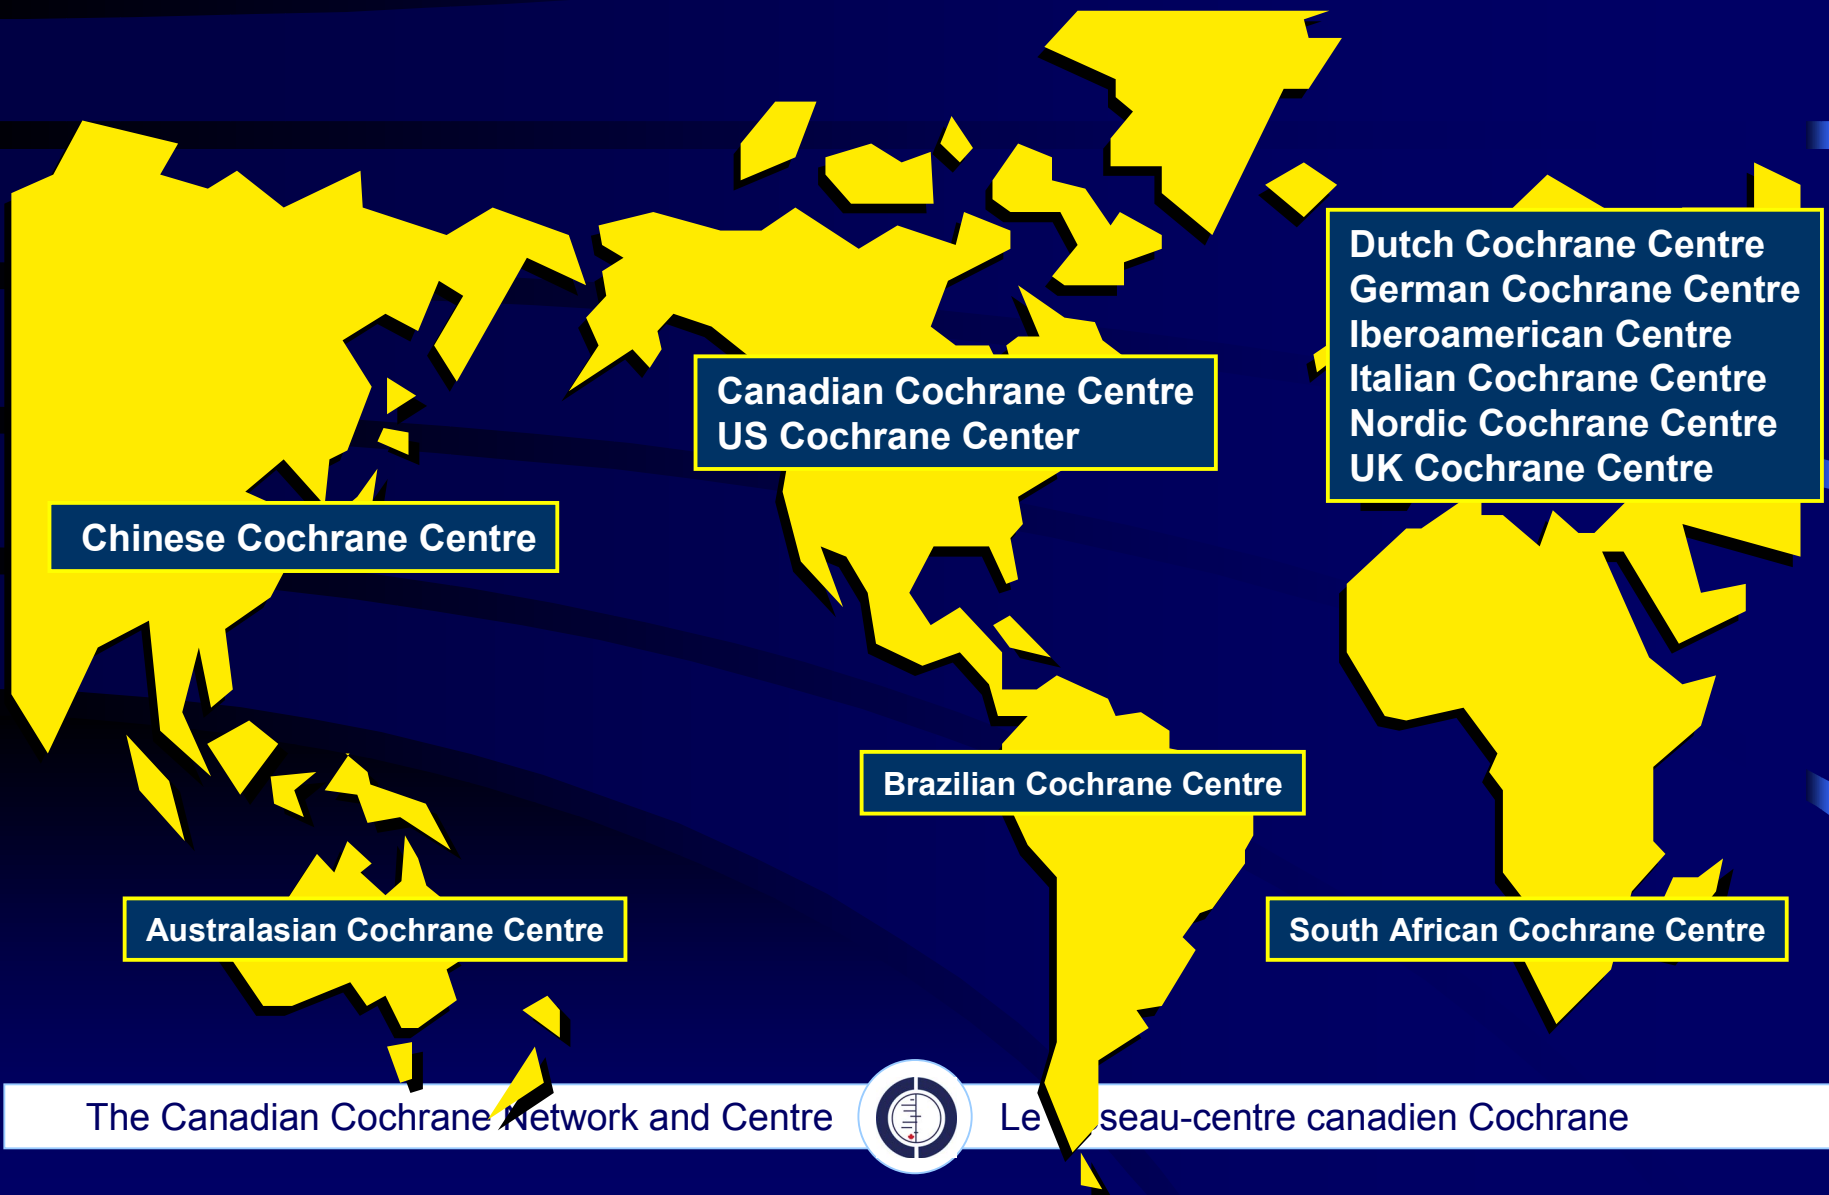 Dutch Cochrane Centre
German Cochrane Centre
Iberoamerican Centre
Italian Cochrane Centre
Nordic Cochrane Centre
UK Cochrane Centre
Canadian Cochrane Centre
US Cochrane Center
Chinese Cochrane Centre
Brazilian Cochrane Centre
Australasian Cochrane Centre
South African Cochrane Centre
The Canadian Cochrane Network and Centre
Le seau-centre canadien Cochrane